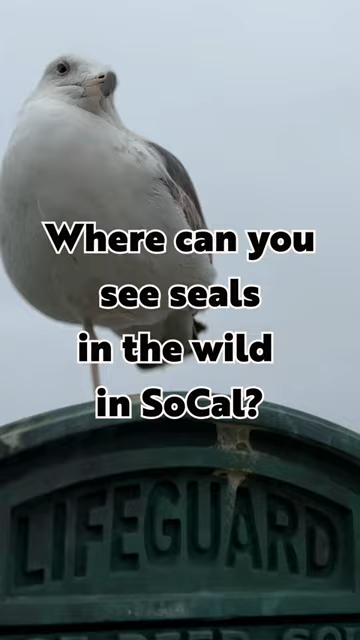 Where can you
see seals
in the wild
in SoCal?
LIFEGUARD